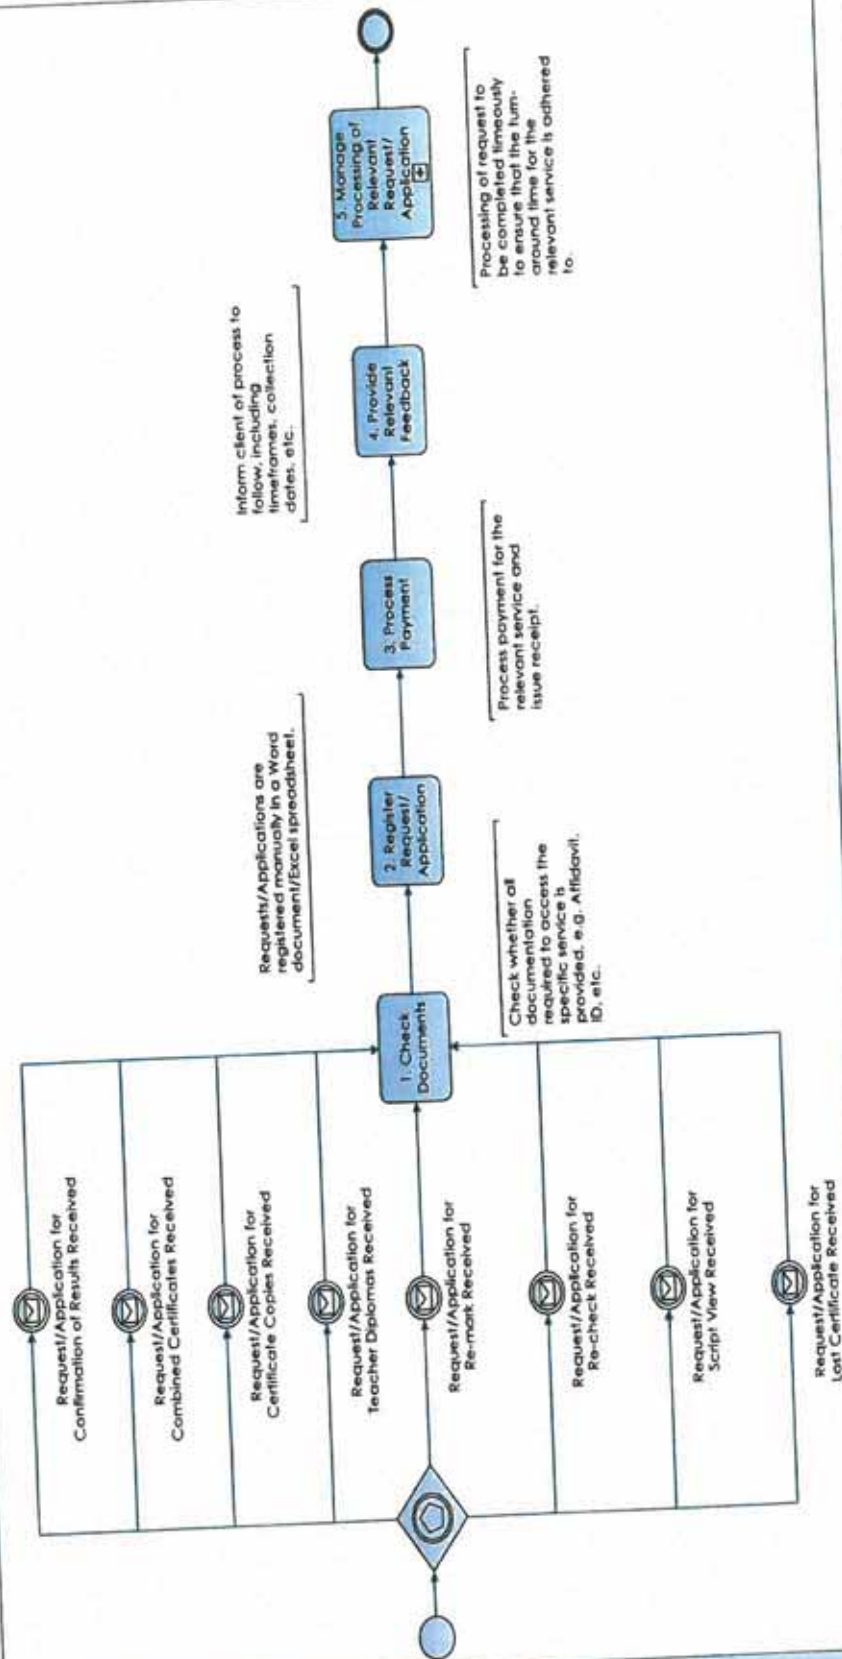 Request/Application for
Confirmation of Results Received
Request/Application for
Combined Certificates Received
Request/Application for
Certificate Copies Received
Request/Application for
Teacher Diplomas Received
Request/Application for
Re-mark Received
Request/Application for
Re-check Received
Request/Application for
Script View Received
Request/Application for
Lost Certificate Received
1. Check
Documents
Check whether all
documentation
required to access the
specific service is
provided, e.g. Affidavit,
ID, etc.
2. Register
Request/
Application
Requests/Applications are
registered manually in a Word
document/Excel spreadsheet.
3. Process
Payment
Process payment for the
relevant service and
issue receipt.
4. Provide
Relevant
Feedback
Inform client of process to
follow, including
timeframes, collection
dates, etc.
5. Manage
Processing of
Relevant
Request/
Application
Processing of request to
be completed timeously
to ensure that the turn-
around time for the
relevant service is adhered
to.